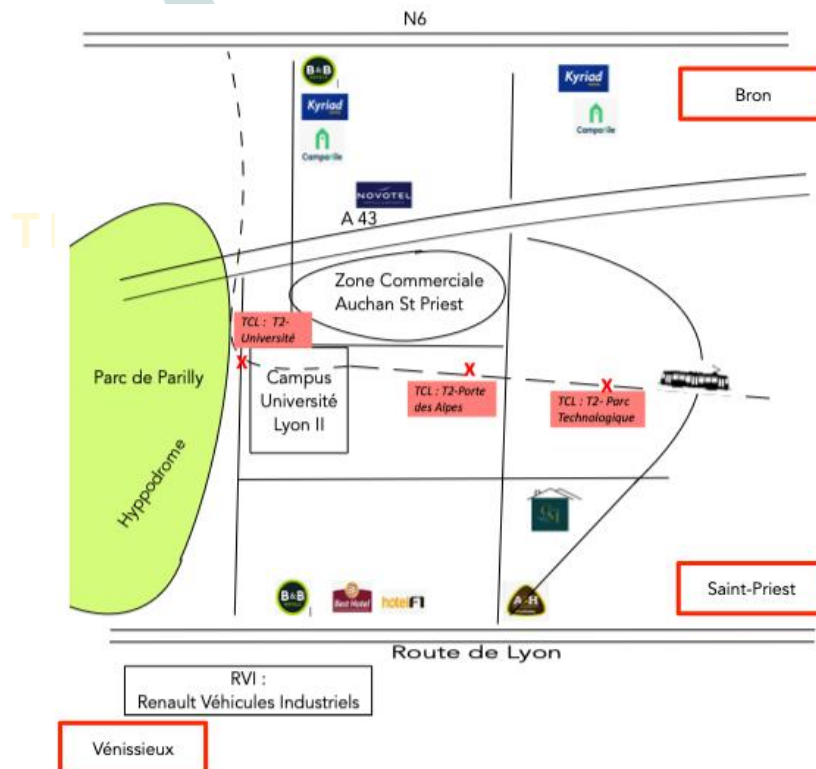 N6
B&B
HOTELS
Kyriad
Campanile
Kyriad
Campanile
Bron
NOVOTEL
A 43
T
Zone Commerciale
Auchan St Priest
TCL : T2-
Université
Parc de Parilly
Campus
Université
Lyon II
TCL : T2-Porte
des Alpes
TCL : T2- Parc
Technologique
Hyppodrome
B&B
HOTELS
Best Hotel
hotelF1
Saint-Priest
Route de Lyon
RVI :
Renault Véhicules Industriels
Vénissieux